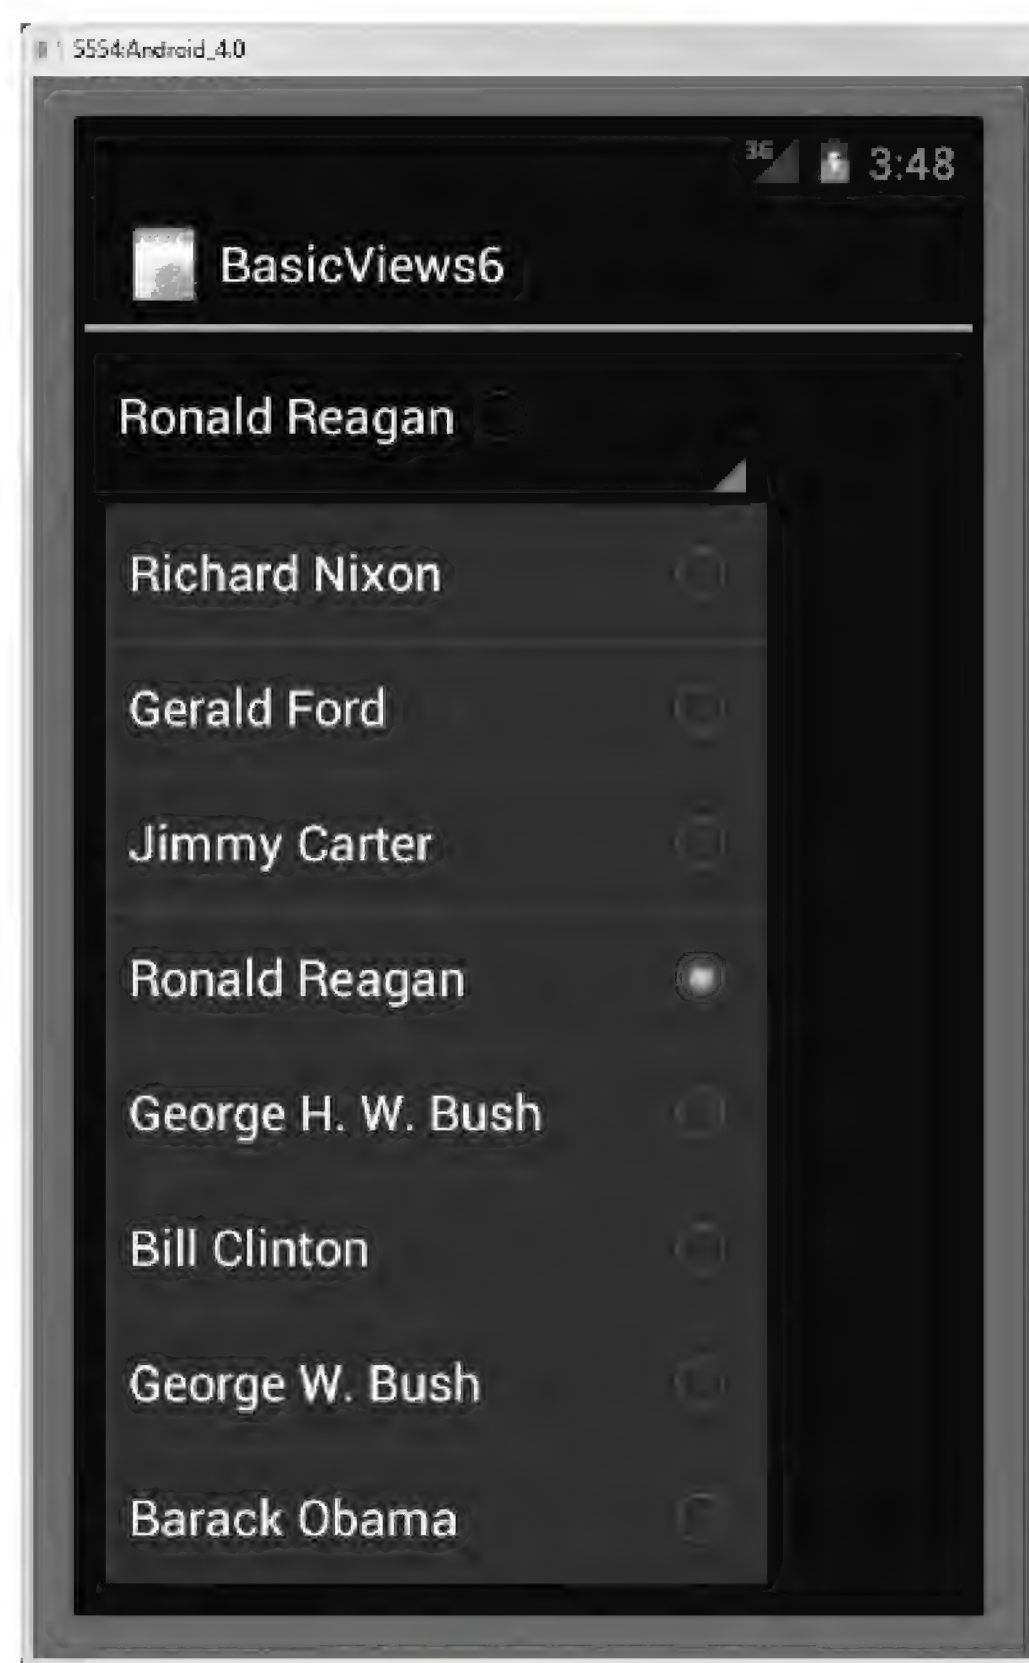 5554:Android_4.0
3G 3:48
BasicViews6
Ronald Reagan
Richard Nixon
Gerald Ford
Jimmy Carter
Ronald Reagan
George H. W. Bush
Bill Clinton
George W. Bush
Barack Obama